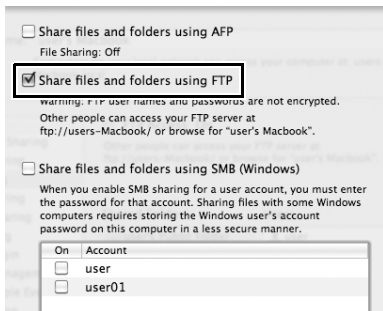 Share files and folders using AFP
File Sharing: Off
Share files and folders using FTP
Warning: FTP user names and passwords are not encrypted.
Other people can access your FTP server at
ftp://users-Macbook/ or browse for “user's Macbook”.
Share files and folders using SMB (Windows)
When you enable SMB sharing for a user account, you must enter
the password for that account. Sharing files with some Windows
computers requires storing the Windows user's account
password on this computer in a less secure manner.
On Account
user
user01